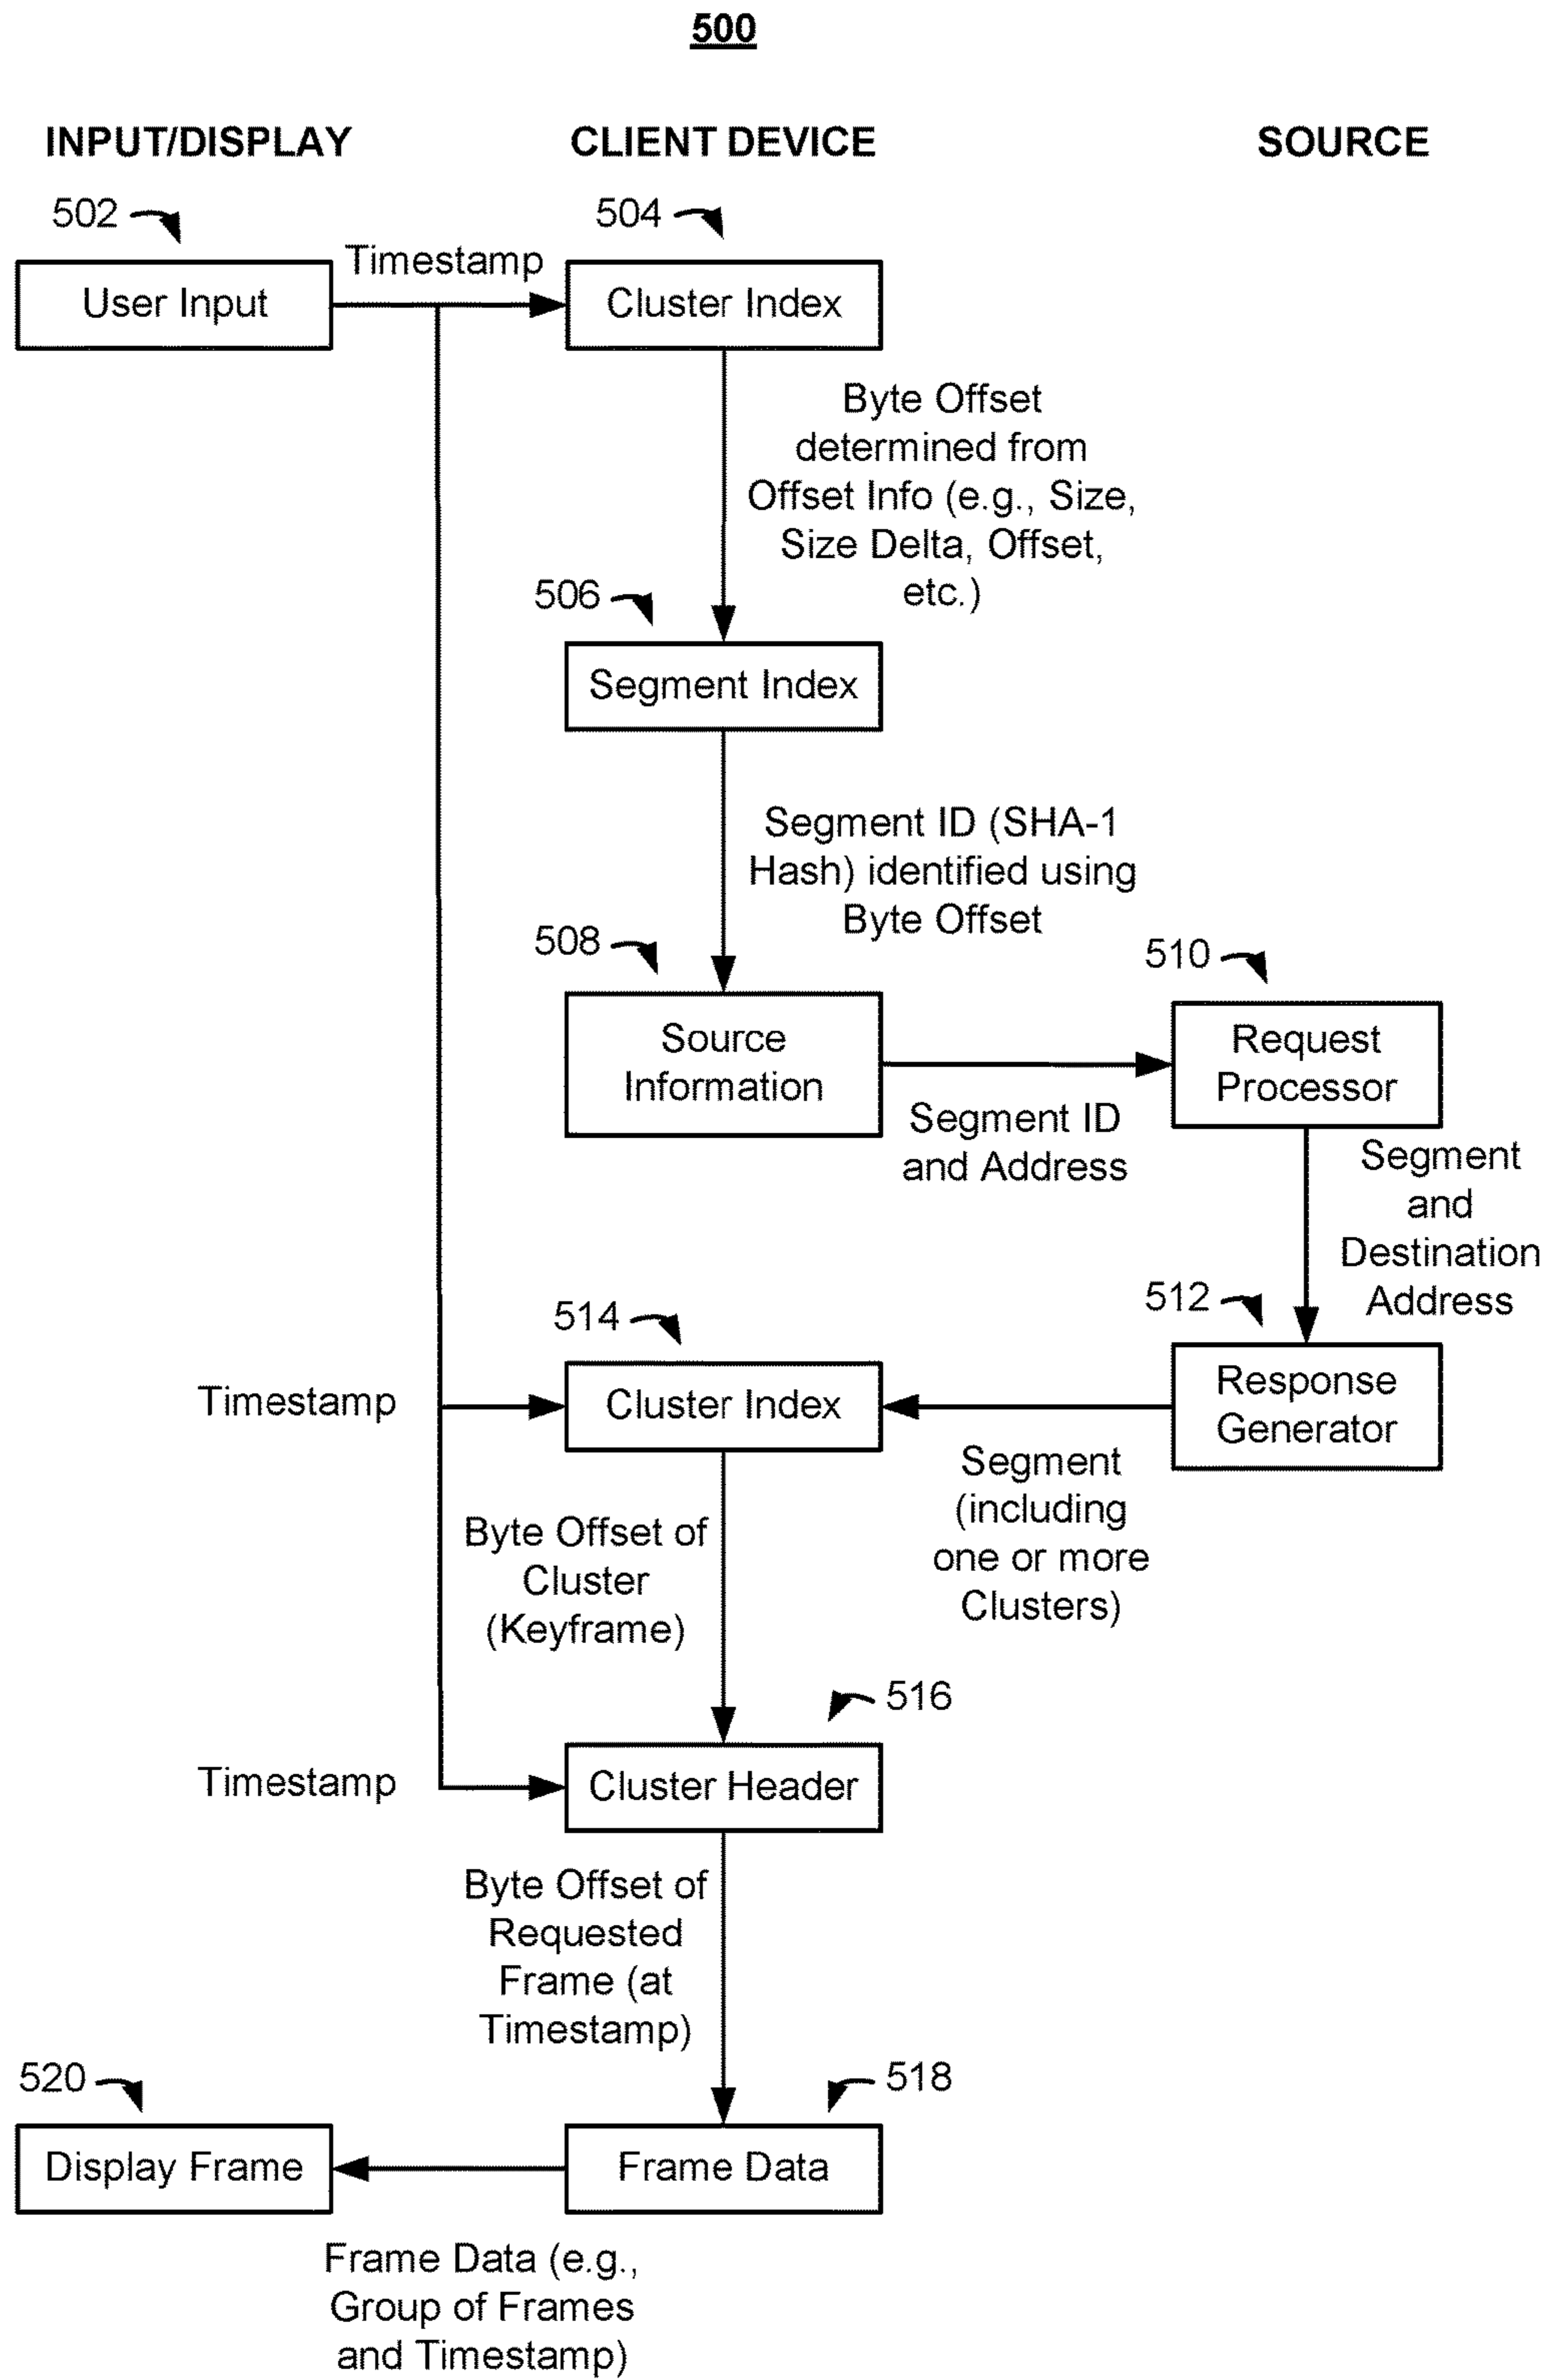 500
INPUT/DISPLAY
CLIENT DEVICE
SOURCE
502
504
User Input
Timestamp
Cluster Index
Byte Offset
determined from
Offset Info (e.g., Size,
Size Delta, Offset,
etc.)
506
Segment Index
Segment ID (SHA-1
Hash) identified using
Byte Offset
508
510
Source
Information
Request
Processor
Segment ID
and Address
Segment
and
Destination
Address
514
512
Timestamp
Cluster Index
Response
Generator
Segment
(including
one or more
Clusters)
Byte Offset of
Cluster
(Keyframe)
516
Timestamp
Cluster Header
Byte Offset of
Requested
Frame (at
Timestamp)
520
518
Display Frame
Frame Data
Frame Data (e.g.,
Group of Frames
and Timestamp)